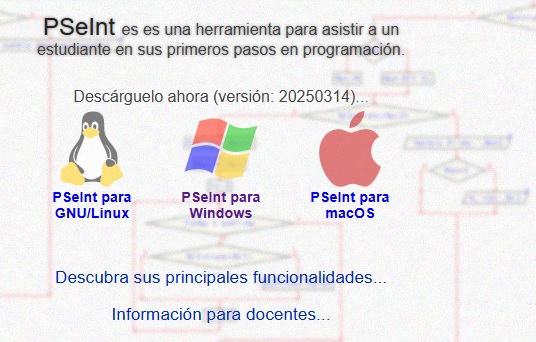 PSeInt es es una herramienta para asistir a un
estudiante en sus primeros pasos en programación.
Descárguelo ahora (versión: 20250314)...
PSeInt para
GNU/Linux
PSeInt para
Windows
PSeInt para
macOS
Descubra sus principales funcionalidades...
Información para docentes...